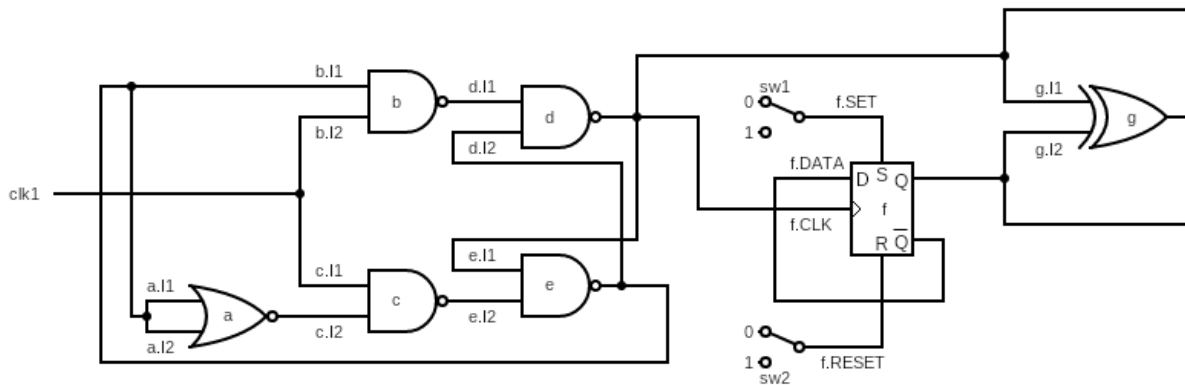 clk1
b.I1
b
b.I2
a.I1
a
a.I2
c.I1
c
c.I2
d.I1
d
d.I2
e.I1
e
e.I2
sw1
0
1
f.SET
f.DATA
f.CLK
D
S
Q
f
R
Q̅
0
1
sw2
f.RESET
g.I1
g
g.I2